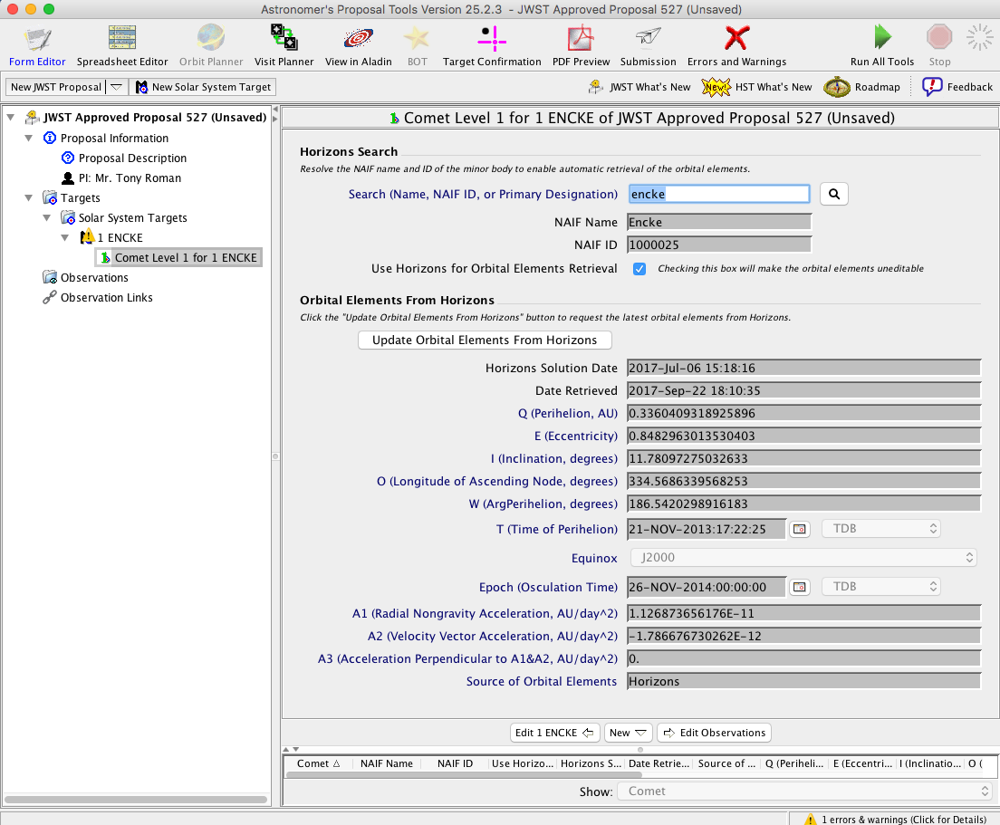 Astronomer's Proposal Tools Version 25.2.3 - JWST Approved Proposal 527 (Unsaved)
Form Editor Spreadsheet Editor Orbit Planner Visit Planner View in Aladin BOT Target Confirmation PDF Preview Submission Errors and Warnings Run All Tools Stop
New JWST Proposal New Solar System Target JWST What's New New! HST What's New Roadmap Feedback
JWST Approved Proposal 527 (Unsaved)
Proposal Information
Proposal Description
PI: Mr. Tony Roman
Targets
Solar System Targets
1 ENCKE
Comet Level 1 for 1 ENCKE
Observations
Observation Links
Comet Level 1 for 1 ENCKE of JWST Approved Proposal 527 (Unsaved)
Horizons Search
Resolve the NAIF name and ID of the minor body to enable automatic retrieval of the orbital elements.
Search (Name, NAIF ID, or Primary Designation) encke
NAIF Name Encke
NAIF ID 1000025
Use Horizons for Orbital Elements Retrieval Checking this box will make the orbital elements uneditable
Orbital Elements From Horizons
Click the "Update Orbital Elements From Horizons" button to request the latest orbital elements from Horizons.
Update Orbital Elements From Horizons
Horizons Solution Date 2017-Jul-06 15:18:16
Date Retrieved 2017-Sep-22 18:10:35
Q (Perihelion, AU) 0.3360409318925896
E (Eccentricity) 0.8482963013530403
I (Inclination, degrees) 11.78097275032633
O (Longitude of Ascending Node, degrees) 334.5686339568253
W (ArgPerihelion, degrees) 186.5420298916183
T (Time of Perihelion) 21-NOV-2013:17:22:25 TDB
Equinox J2000
Epoch (Osculation Time) 26-NOV-2014:00:00:00 TDB
A1 (Radial Nongravity Acceleration, AU/day^2) 1.126873656176E-11
A2 (Velocity Vector Acceleration, AU/day^2) -1.786676730262E-12
A3 (Acceleration Perpendicular to A1&A2, AU/day^2) 0.
Source of Orbital Elements Horizons
Edit 1 ENCKE New Edit Observations
Comet NAIF Name NAIF ID Use Horizo... Horizons S... Date Retrie... Source of ... Q (Periheli... E (Eccentri... I (Inclinatio... O (
Show: Comet
1 errors & warnings (Click for Details)